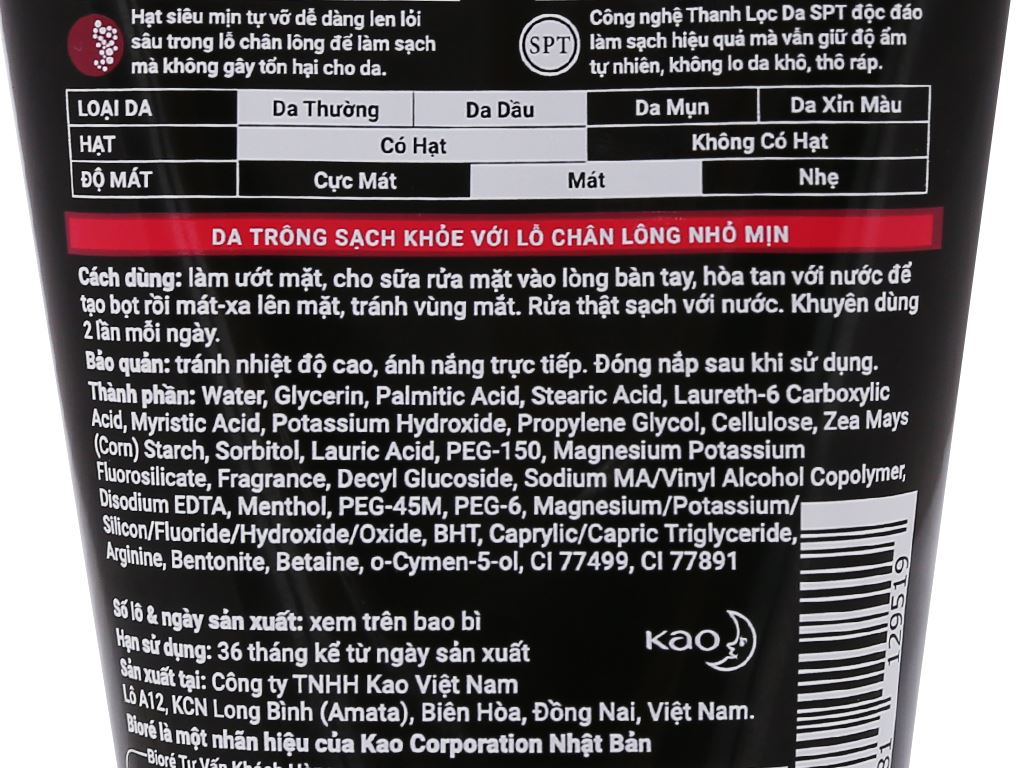 Hạt siêu mịn tự vỡ dễ dàng len lỏi
sâu trong lỗ chân lông để làm sạch
mà không gây tổn hại cho da.
SPT
Công nghệ Thanh Lọc Da SPT độc đáo
làm sạch hiệu quả mà vẫn giữ độ ẩm
tự nhiên, không lo da khô, thô ráp.
LOẠI DA Da Thường Da Dầu Da Mụn Da Xỉn Màu
HẠT Có Hạt Không Có Hạt
ĐỘ MÁT Cực Mát Mát Nhẹ
DA TRÔNG SẠCH KHỎE VỚI LỖ CHÂN LÔNG NHỎ MỊN
Cách dùng: làm ướt mặt, cho sữa rửa mặt vào lòng bàn tay, hòa tan với nước để
tạo bọt rồi mát-xa lên mặt, tránh vùng mắt. Rửa thật sạch với nước. Khuyên dùng
2 lần mỗi ngày.
Bảo quản: tránh nhiệt độ cao, ánh nắng trực tiếp. Đóng nắp sau khi sử dụng.
Thành phần: Water, Glycerin, Palmitic Acid, Stearic Acid, Laureth-6 Carboxylic
Acid, Myristic Acid, Potassium Hydroxide, Propylene Glycol, Cellulose, Zea Mays
(Corn) Starch, Sorbitol, Lauric Acid, PEG-150, Magnesium Potassium
Fluorosilicate, Fragrance, Decyl Glucoside, Sodium MA/Vinyl Alcohol Copolymer,
Disodium EDTA, Menthol, PEG-45M, PEG-6, Magnesium/Potassium/
Silicon/Fluoride/Hydroxide/Oxide, BHT, Caprylic/Capric Triglyceride,
Arginine, Bentonite, Betaine, o-Cymen-5-ol, CI 77499, CI 77891
Số lô & ngày sản xuất: xem trên bao bì
Hạn sử dụng: 36 tháng kể từ ngày sản xuất
Sản xuất tại: Công ty TNHH Kao Việt Nam
Lô A12, KCN Long Bình (Amata), Biên Hòa, Đồng Nai, Việt Nam.
Bioré là một nhãn hiệu của Kao Corporation Nhật Bản
Kao
129519
Bioré Tư Vấn Khách Hàng